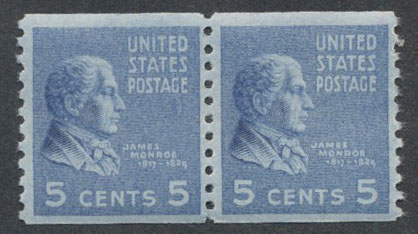 UNITED
STATES
POSTAGE
JAMES
MONROE
1817-1825
5 CENTS 5
UNITED
STATES
POSTAGE
JAMES
MONROE
1817-1825
5 CENTS 5